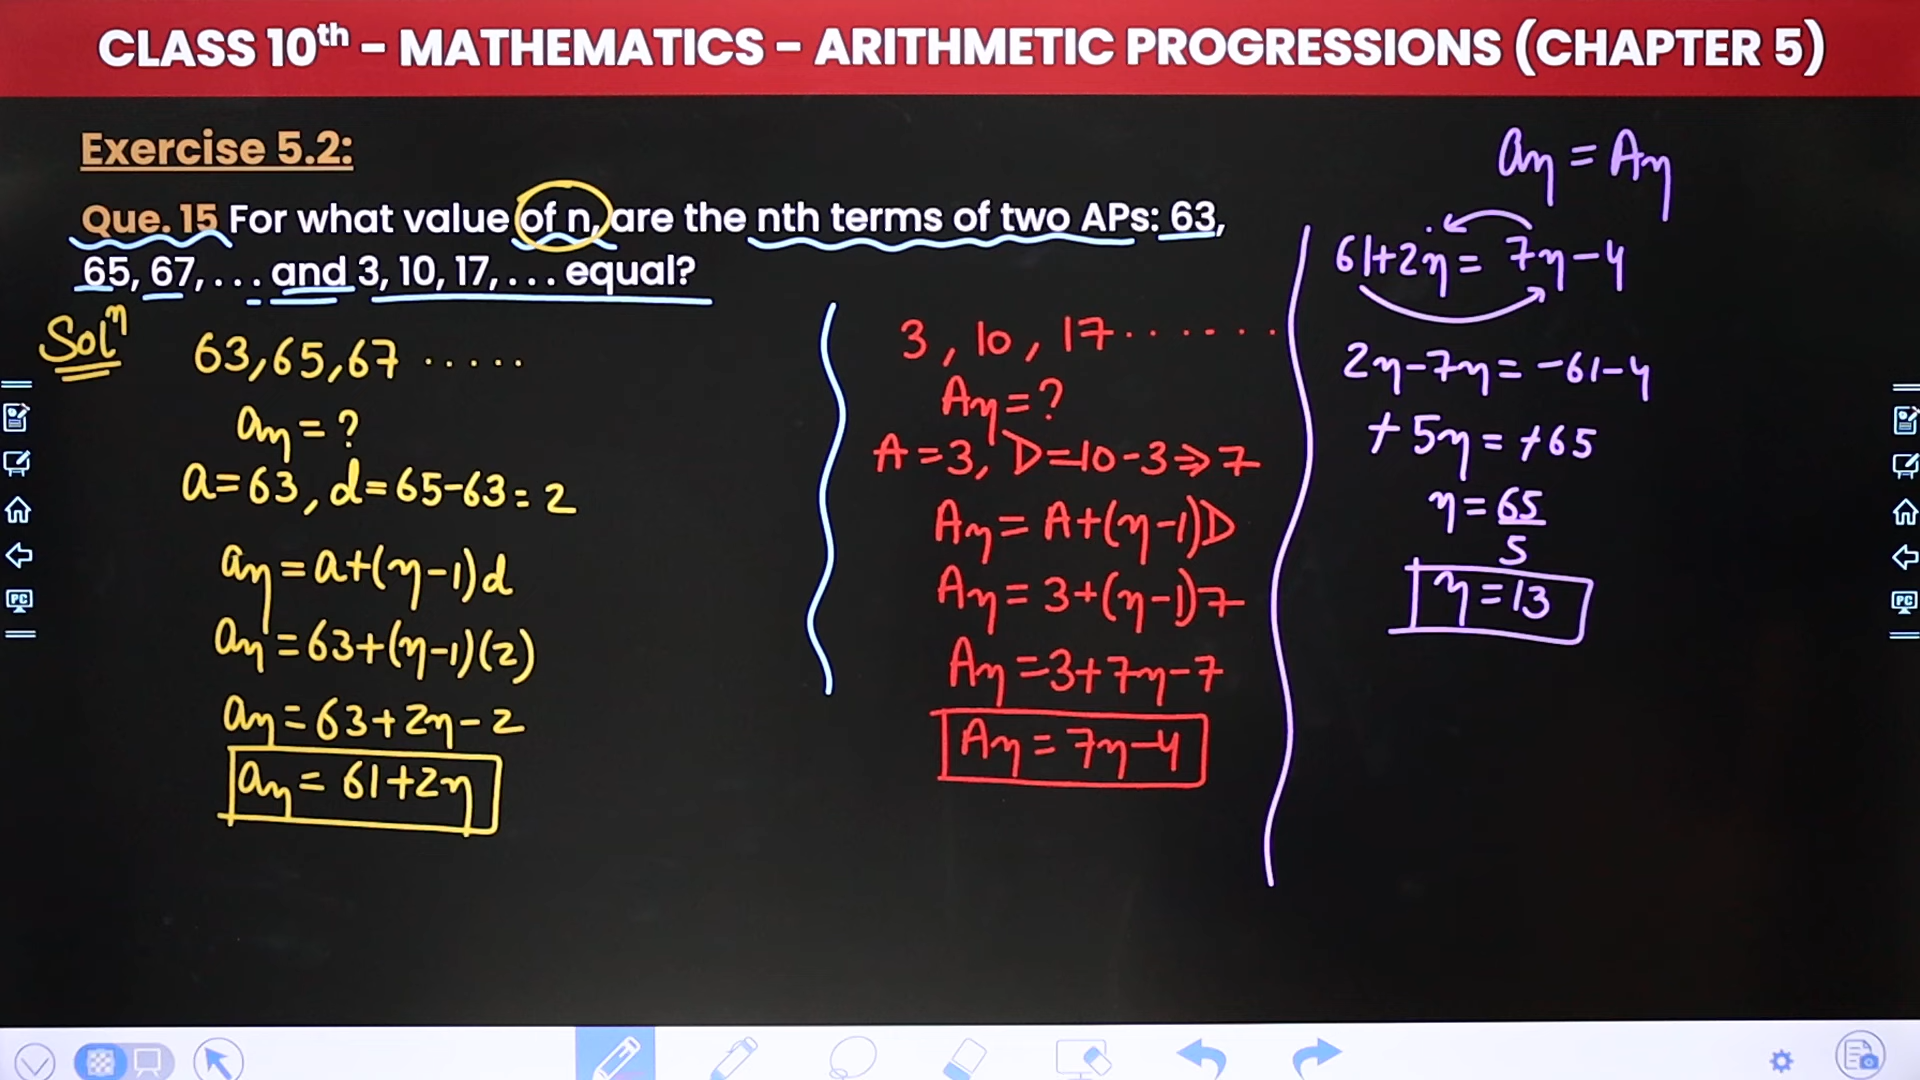 CLASS 10th – MATHEMATICS – ARITHMETIC PROGRESSIONS (CHAPTER 5)
Exercise 5.2:
Que. 15 For what value of n, are the nth terms of two APs: 63,
65, 67, . . . and 3, 10, 17, . . . equal?
Solⁿ
63, 65, 67 .....
an = ?
a = 63, d = 65-63 = 2
an = a+(n-1)d
an = 63+(n-1)(2)
an = 63+2n-2
an = 61+2n
3, 10, 17 ......
An = ?
A = 3, D = 10-3 ⇒ 7
An = A+(n-1)D
An = 3+(n-1)7
An = 3+7n-7
An = 7n-4
an = An
61+2n = 7n-4
2n-7n = -61-4
+5n = +65
n = 65/5
n = 13
PC
PC